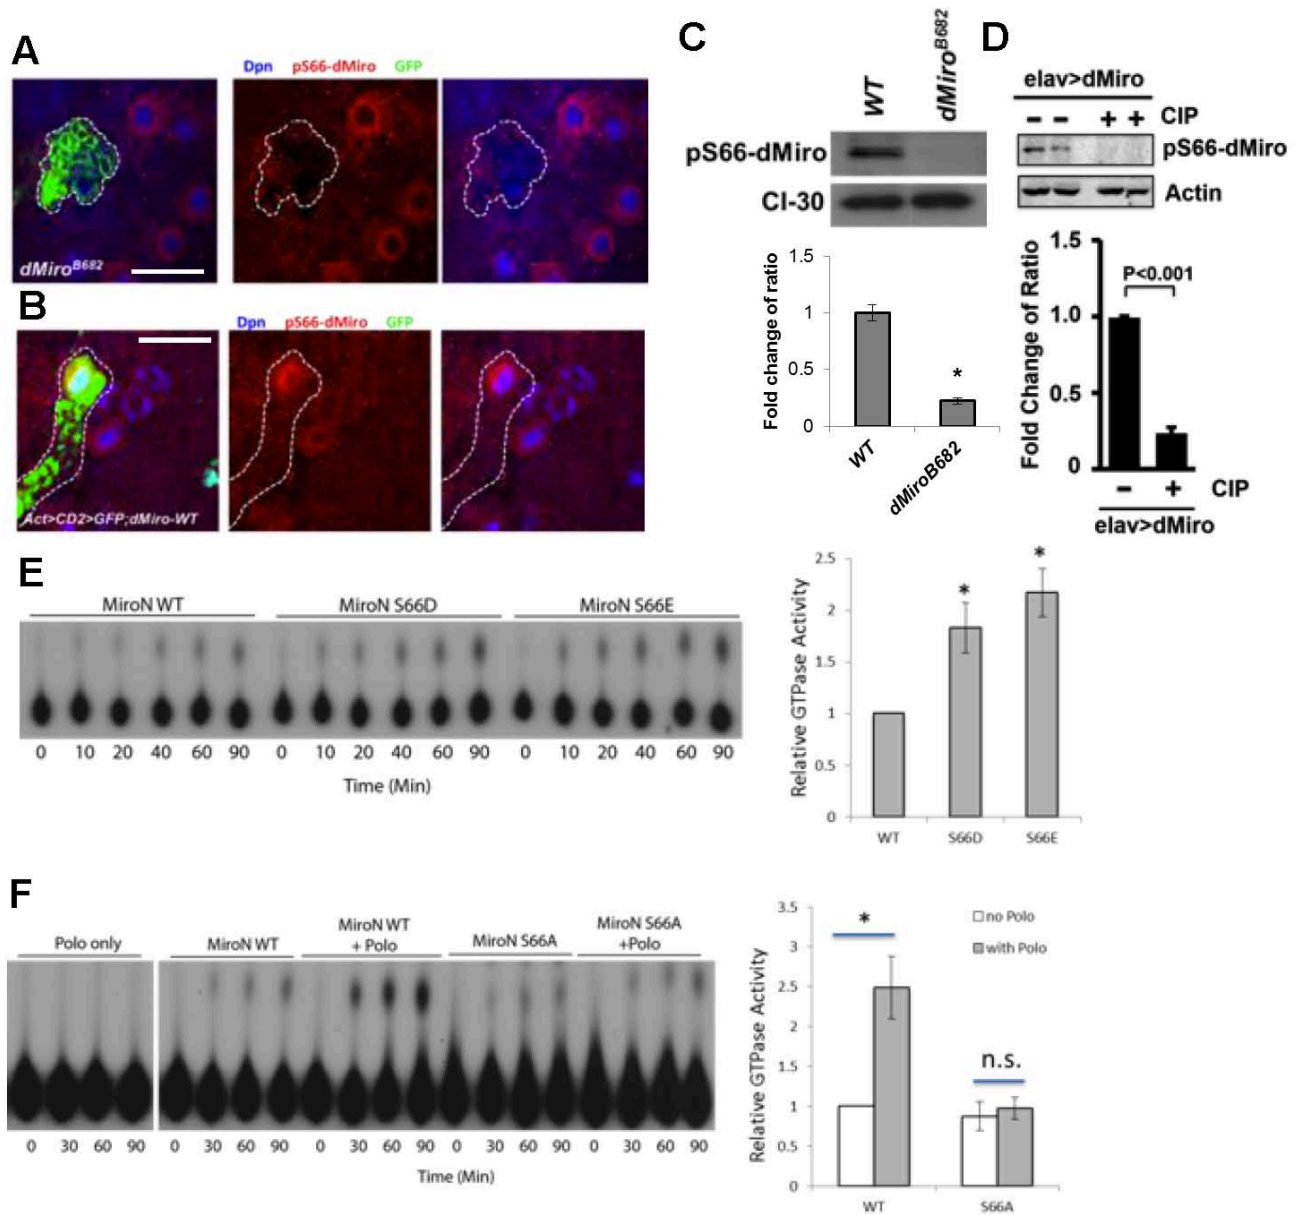 A
Dpn pS66-dMiro GFP
dMiroB682
B
Dpn pS66-dMiro GFP
Act>CD2>GFP;dMiro-WT
C
WT
dMiroB682
pS66-dMiro
CI-30
Fold change of ratio
1.5
1
0.5
0
*
WT
dMiroB682
D
elav>dMiro
- - + + CIP
pS66-dMiro
Actin
Fold Change of Ratio
1.5
1.0
0.5
0
P<0.001
- + CIP
elav>dMiro
E
MiroN WT MiroN S66D MiroN S66E
0 10 20 40 60 90 0 10 20 40 60 90 0 10 20 40 60 90
Time (Min)
Relative GTPase Activity
2.5
2
1.5
1
0.5
0
* *
WT S66D S66E
F
Polo only
MiroN WT
MiroN WT
+ Polo
MiroN S66A
MiroN S66A
+Polo
0 30 60 90 0 30 60 90 0 30 60 90 0 30 60 90 0 30 60 90
Time (Min)
Relative GTPase Activity
3.5
3
2.5
2
1.5
1
0.5
0
*
n.s.
no Polo
with Polo
WT S66A